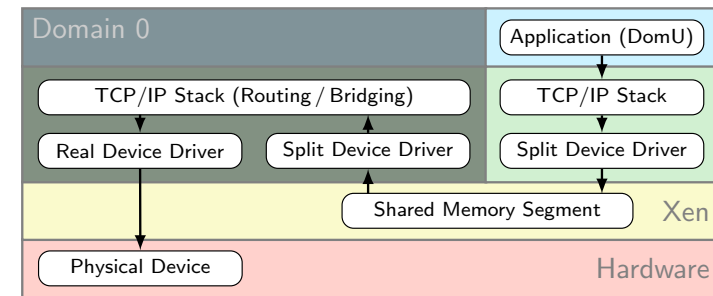 Domain 0
Application (DomU)
TCP/IP Stack (Routing / Bridging)
TCP/IP Stack
Real Device Driver
Split Device Driver
Split Device Driver
Shared Memory Segment
Xen
Physical Device
Hardware